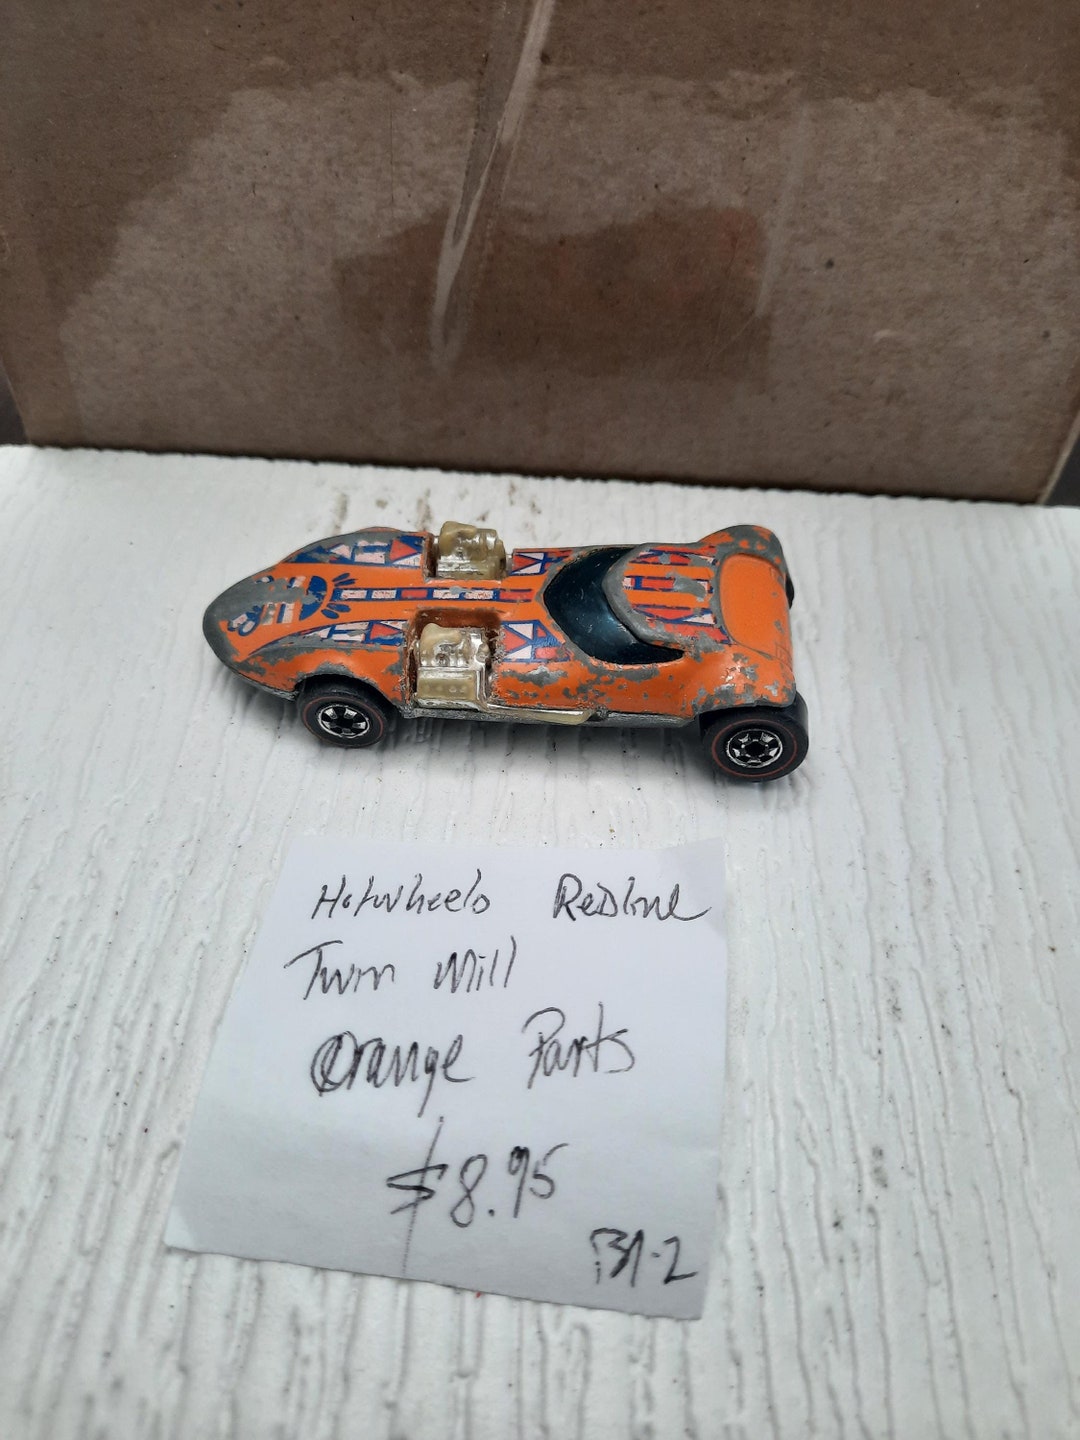 Hotwheels Redline
Twin Mill
Orange Parts
$8.95
B1-2